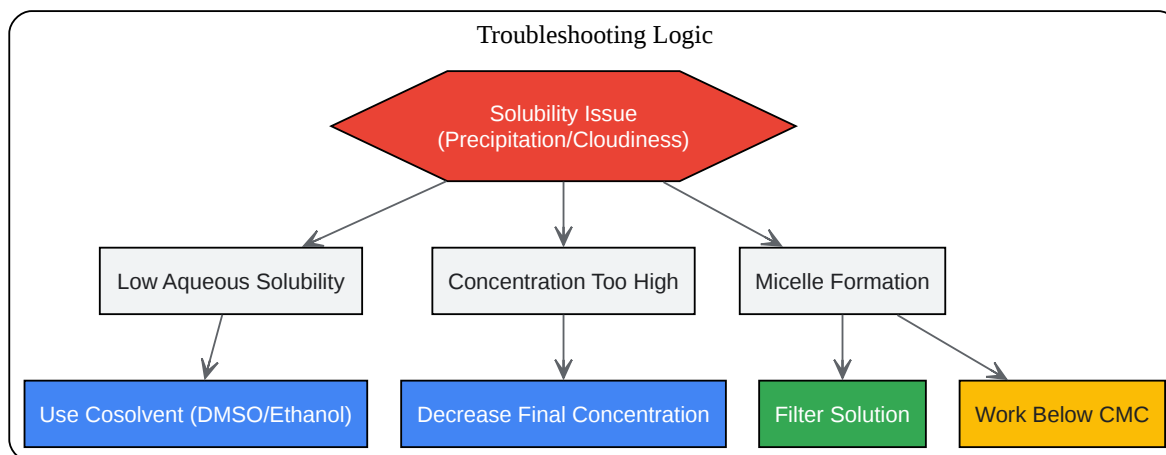 Troubleshooting Logic
Solubility Issue
(Precipitation/Cloudiness)
Low Aqueous Solubility
Concentration Too High
Micelle Formation
Use Cosolvent (DMSO/Ethanol)
Decrease Final Concentration
Filter Solution
Work Below CMC